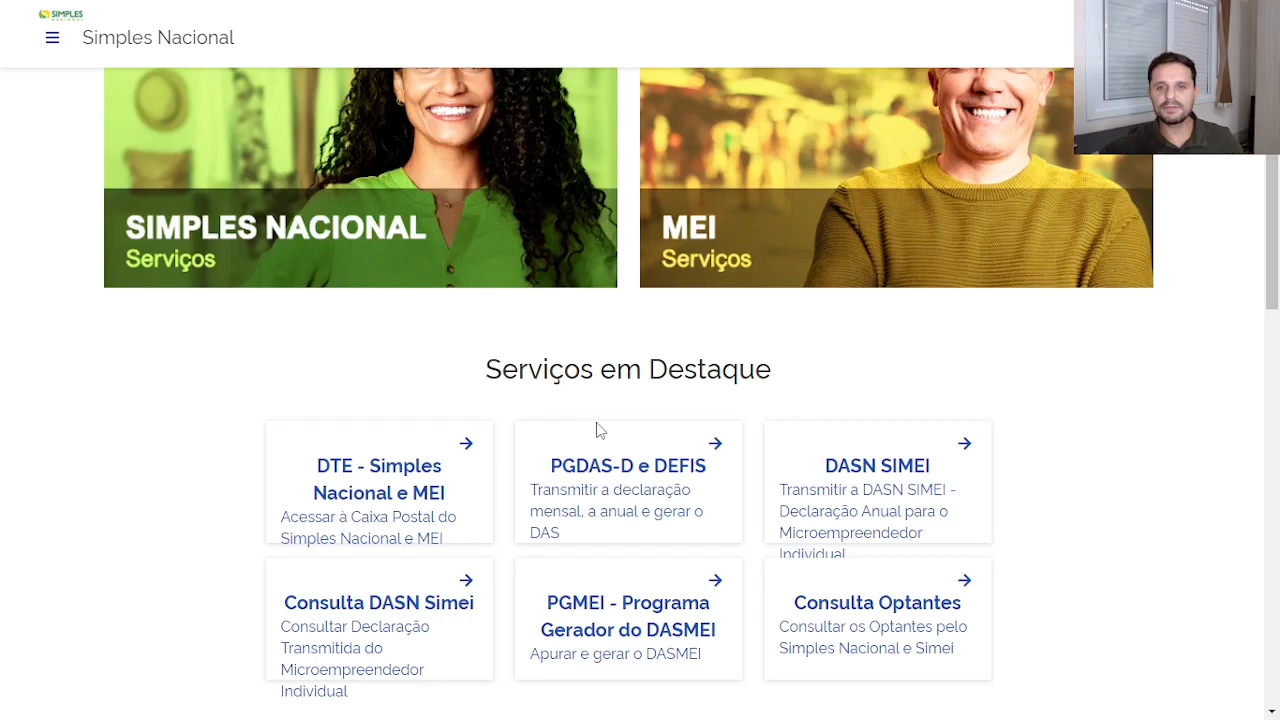 SIMPLES
NACIONAL
Simples Nacional
SIMPLES NACIONAL
Serviços
MEI
Serviços
Serviços em Destaque
DTE - Simples
Nacional e MEI
Acessar à Caixa Postal do
Simples Nacional e MEI
PGDAS-D e DEFIS
Transmitir a declaração
mensal, a anual e gerar o
DAS
DASN SIMEI
Transmitir a DASN SIMEI -
Declaração Anual para o
Microempreendedor
Individual
Consulta DASN Simei
Consultar Declaração
Transmitida do
Microempreendedor
Individual
PGMEI - Programa
Gerador do DASMEI
Apurar e gerar o DASMEI
Consulta Optantes
Consultar os Optantes pelo
Simples Nacional e Simei